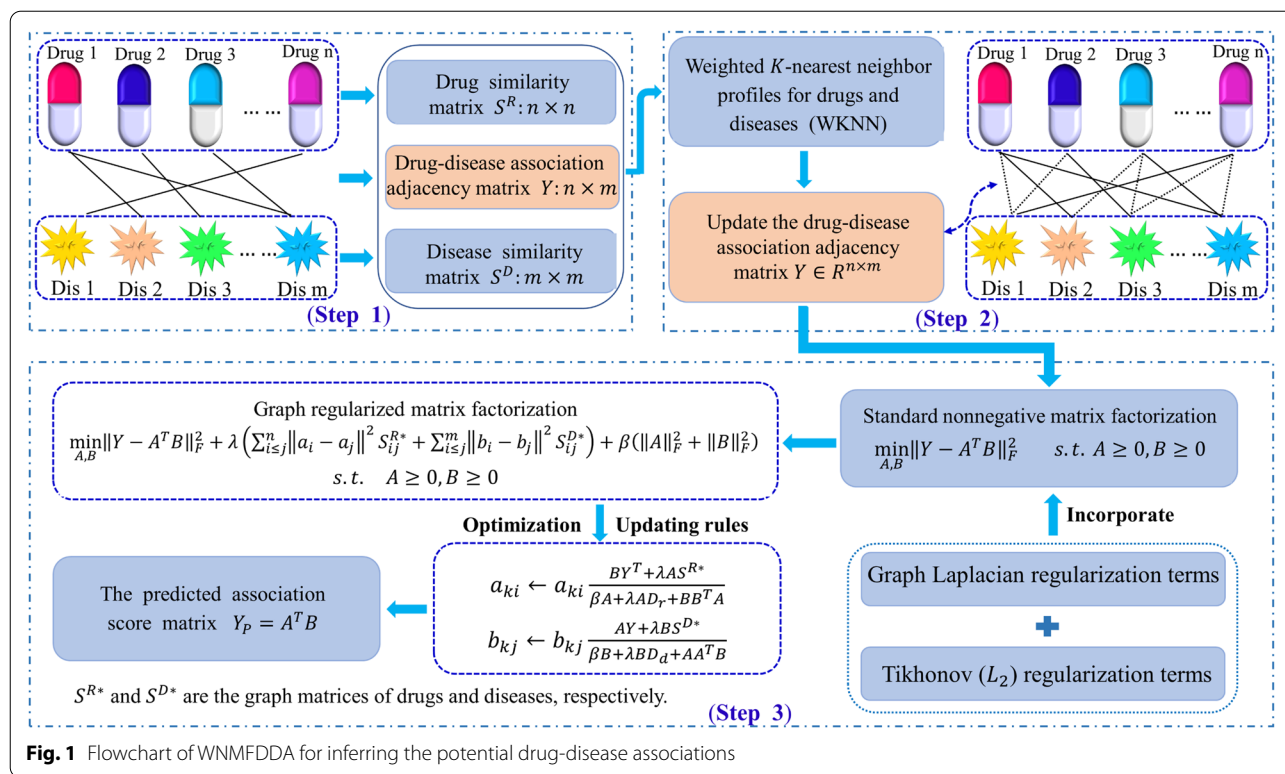 Drug 1 Drug 2 Drug 3 Drug n
... ...
... ...
Dis 1 Dis 2 Dis 3 Dis m
Drug similarity
matrix S^R: n × n
Drug-disease association
adjacency matrix Y: n × m
Disease similarity
matrix S^D: m × m
(Step 1)
Weighted K-nearest neighbor
profiles for drugs and
diseases (WKNN)
Update the drug-disease
association adjacency
matrix Y ∈ R^{n×m}
Drug 1 Drug 2 Drug 3 Drug n
... ...
... ...
Dis 1 Dis 2 Dis 3 Dis m
(Step 2)
Standard nonnegative matrix factorization
min_{A,B} ‖Y − A^T B‖_F^2 s.t. A ≥ 0, B ≥ 0
Incorporate
Graph Laplacian regularization terms
+
Tikhonov (L_2) regularization terms
Graph regularized matrix factorization
min_{A,B} ‖Y − A^T B‖_F^2 + λ(∑_{i≤j}^n ‖a_i − a_j‖^2 S_{ij}^{R*} + ∑_{i≤j}^m ‖b_i − b_j‖^2 S_{ij}^{D*}) + β(‖A‖_F^2 + ‖B‖_F^2)
s.t. A ≥ 0, B ≥ 0
Optimization Updating rules
a_{ki} ← a_{ki} (BY^T + λAS^{R*})/(βA + λAD_r + BB^T A)
b_{kj} ← b_{kj} (AY + λBS^{D*})/(βB + λBD_d + AA^T B)
The predicted association
score matrix Y_P = A^T B
S^{R*} and S^{D*} are the graph matrices of drugs and diseases, respectively.
(Step 3)
Fig. 1 Flowchart of WNMFDDA for inferring the potential drug-disease associations